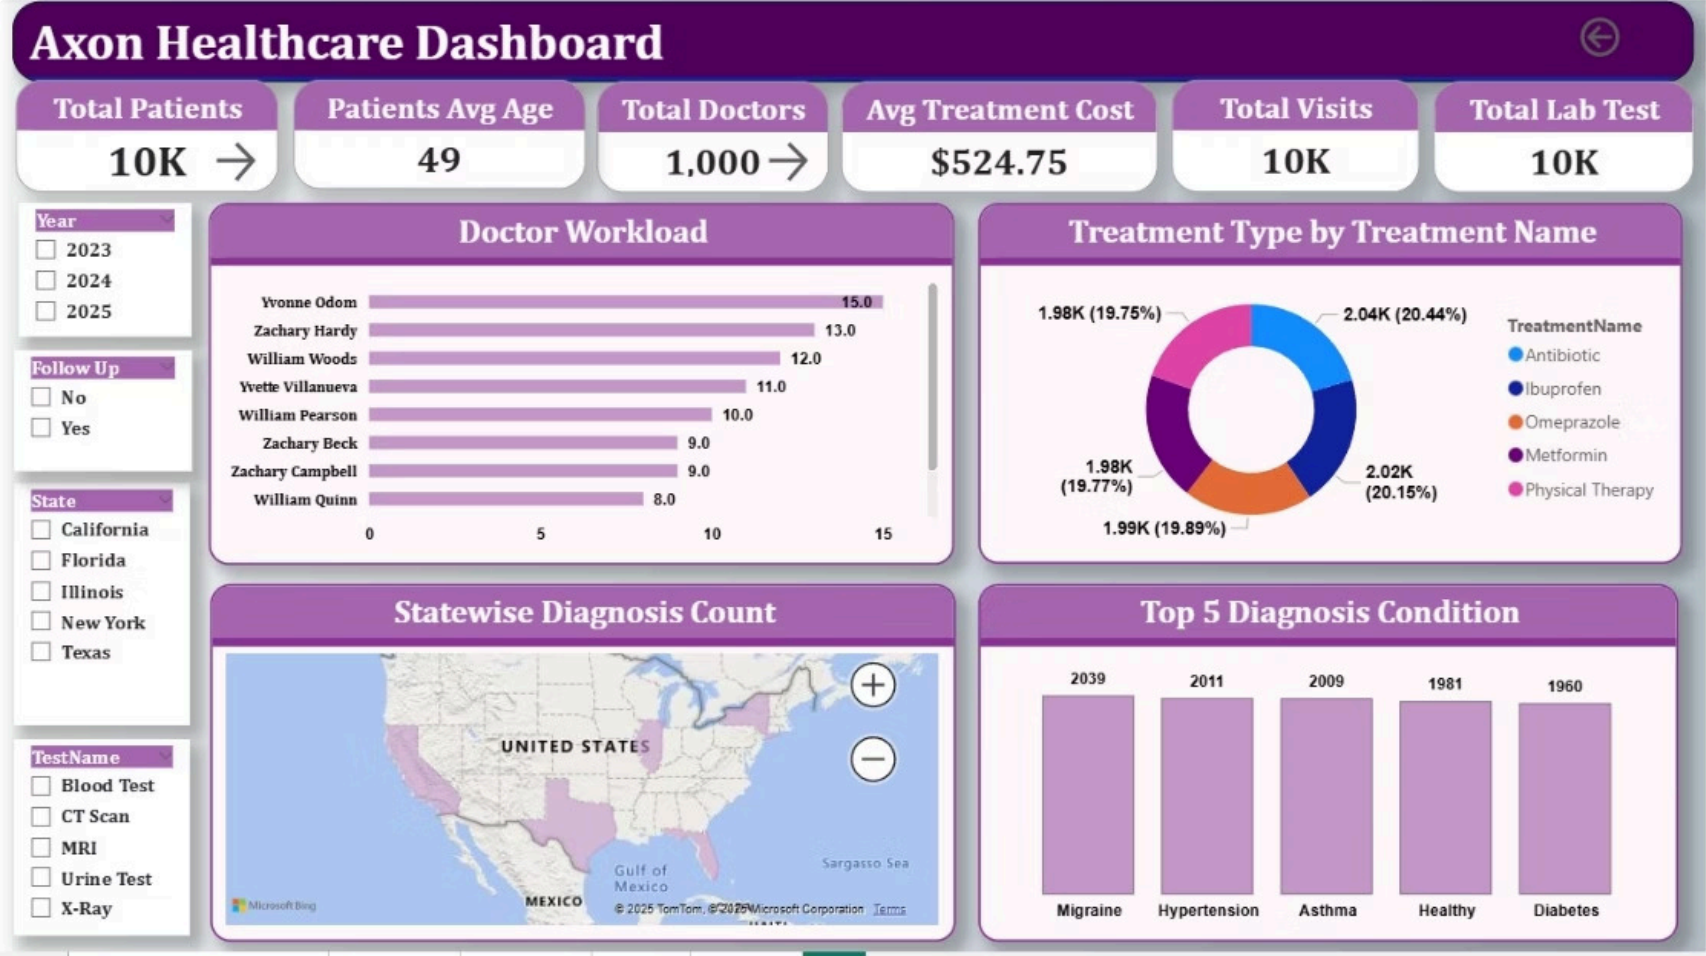 Axon Healthcare Dashboard
Total Patients
10K
Patients Avg Age
49
Total Doctors
1,000
Avg Treatment Cost
$524.75
Total Visits
10K
Total Lab Test
10K
Year
2023
2024
2025
Follow Up
No
Yes
State
California
Florida
Illinois
New York
Texas
TestName
Blood Test
CT Scan
MRI
Urine Test
X-Ray
Doctor Workload
Yvonne Odom 15.0
Zachary Hardy 13.0
William Woods 12.0
Yvette Villanueva 11.0
William Pearson 10.0
Zachary Beck 9.0
Zachary Campbell 9.0
William Quinn 8.0
0 5 10 15
Treatment Type by Treatment Name
1.98K (19.75%)
2.04K (20.44%)
1.98K
(19.77%)
2.02K
(20.15%)
1.99K (19.89%)
TreatmentName
Antibiotic
Ibuprofen
Omeprazole
Metformin
Physical Therapy
Statewise Diagnosis Count
UNITED STATES
Gulf of
Mexico
Sargasso Sea
MEXICO
Microsoft Bing
© 2025 TomTom, © 2025 Microsoft Corporation Terms
Top 5 Diagnosis Condition
2039 2011 2009 1981 1960
Migraine Hypertension Asthma Healthy Diabetes